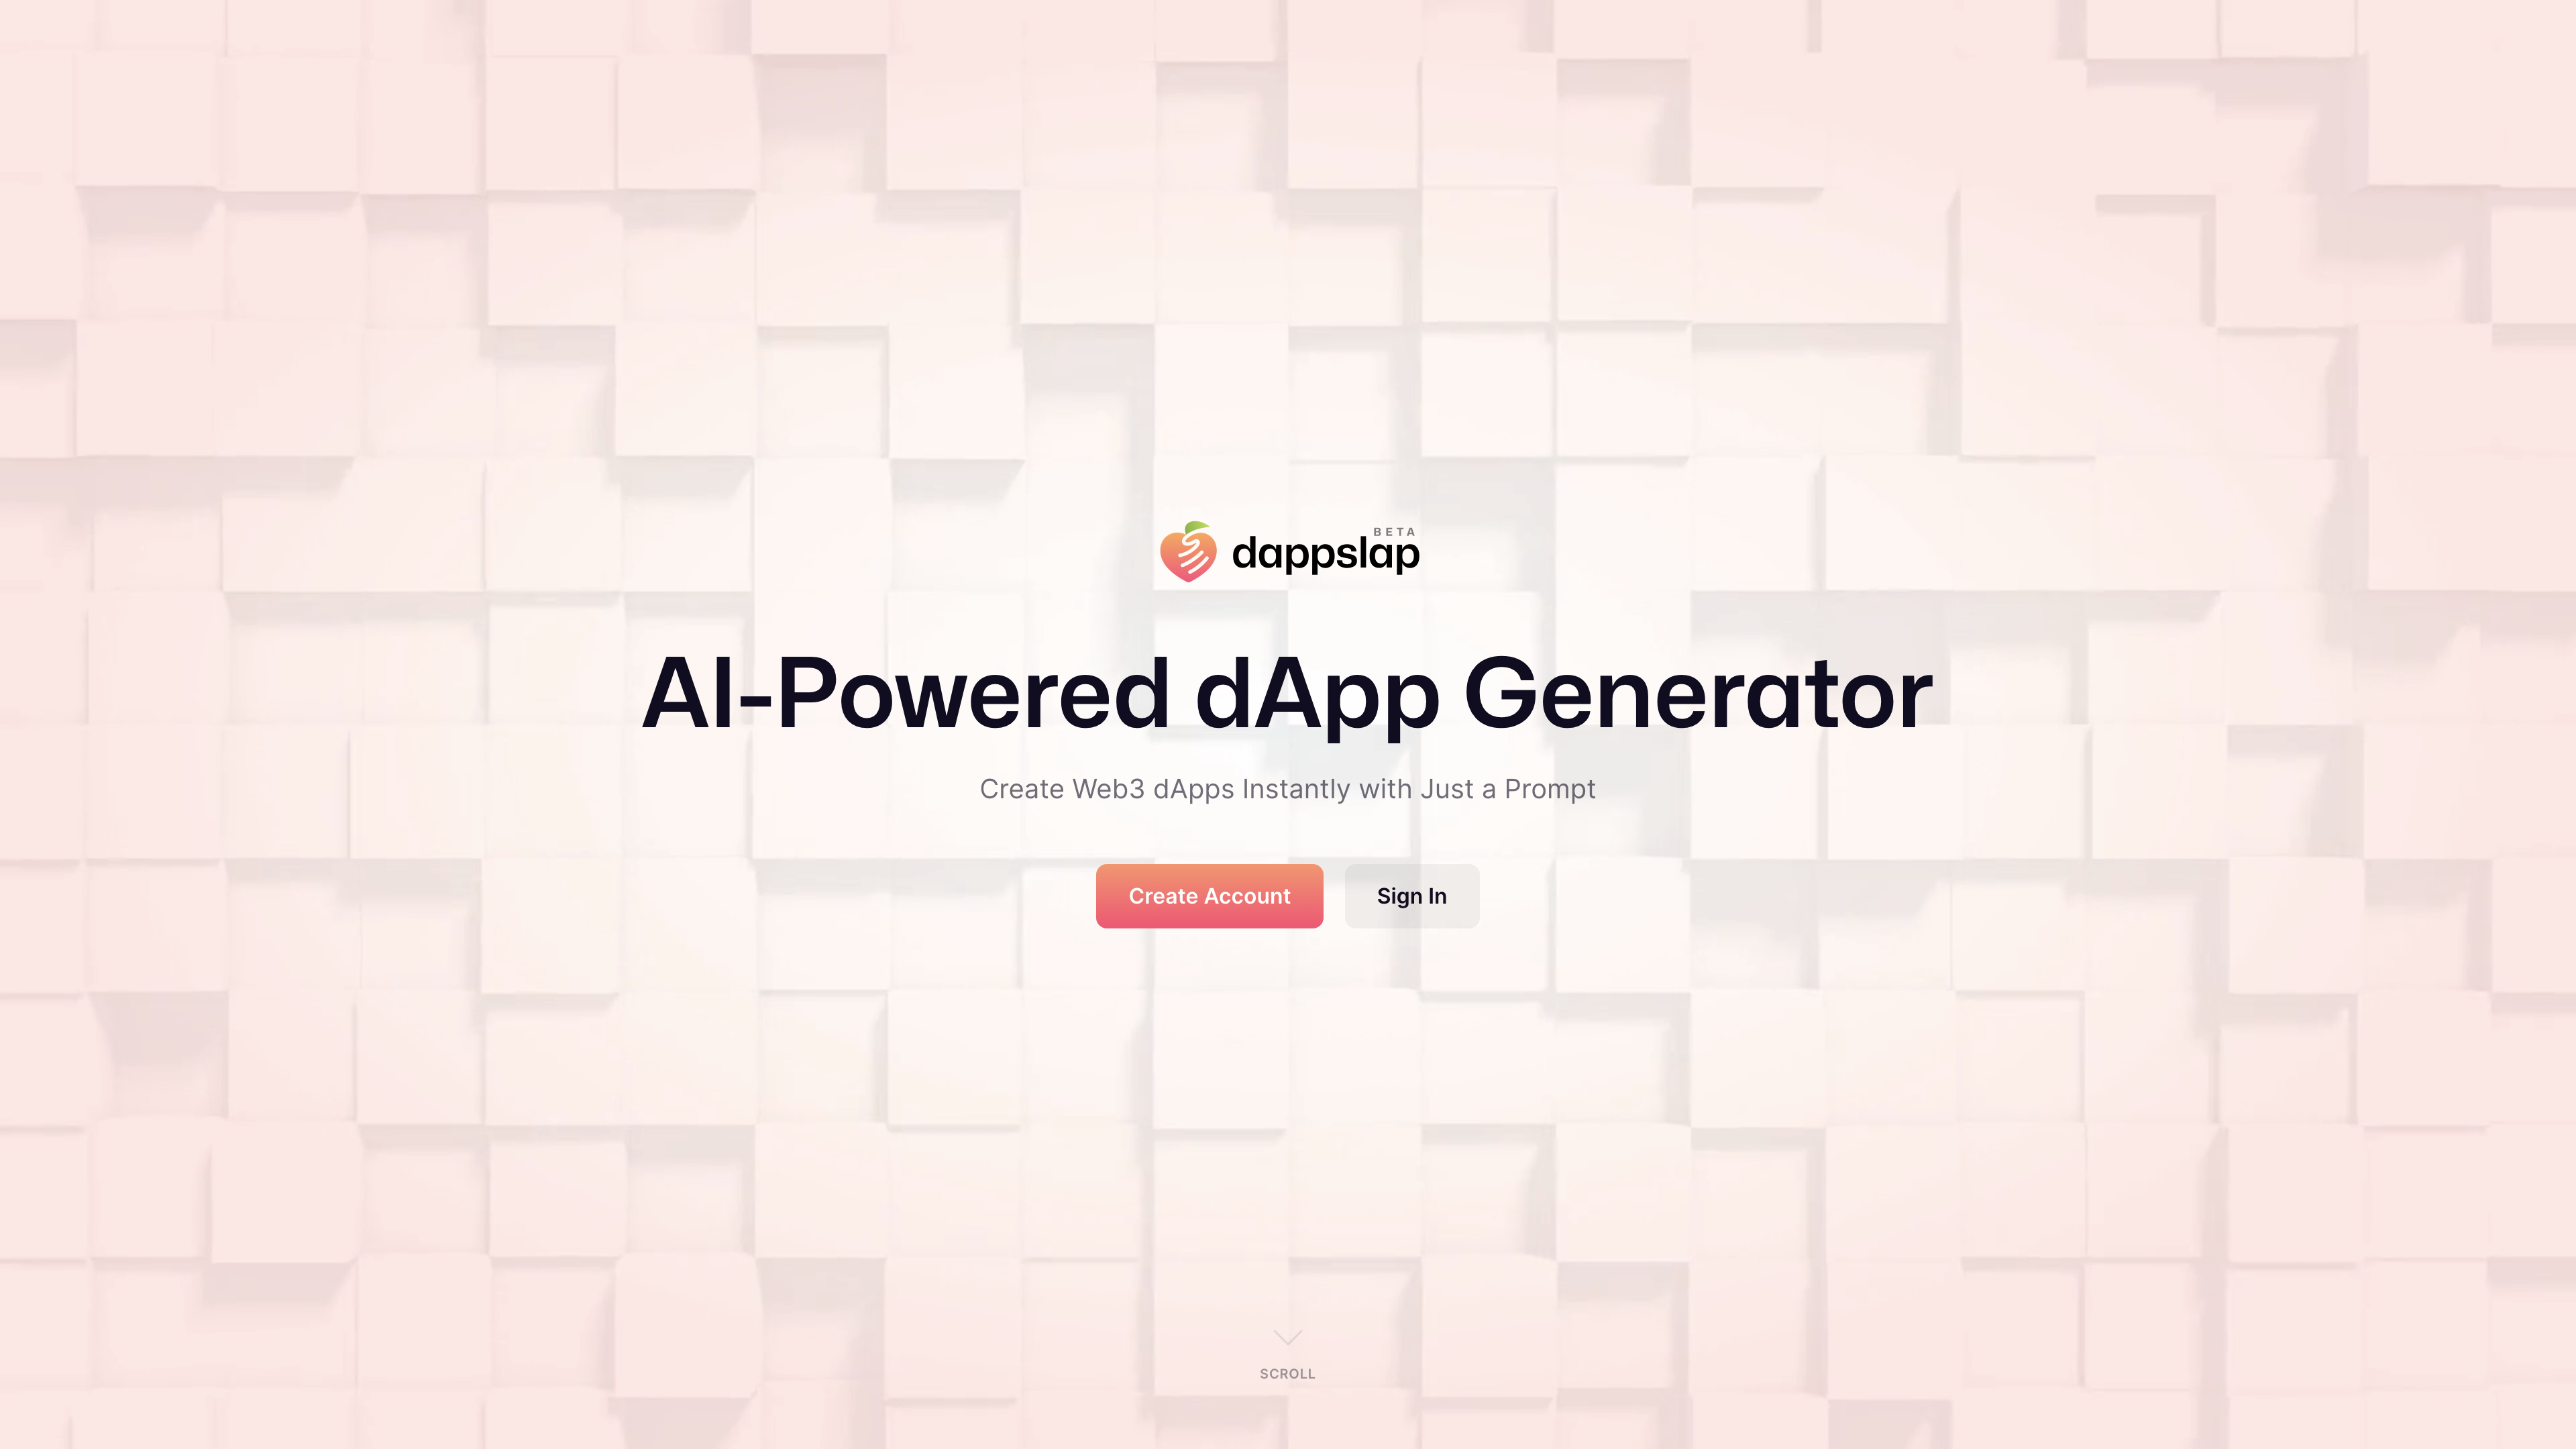 BETA
dappslap
AI-Powered dApp Generator
Create Web3 dApps Instantly with Just a Prompt
Create Account
Sign In
SCROLL